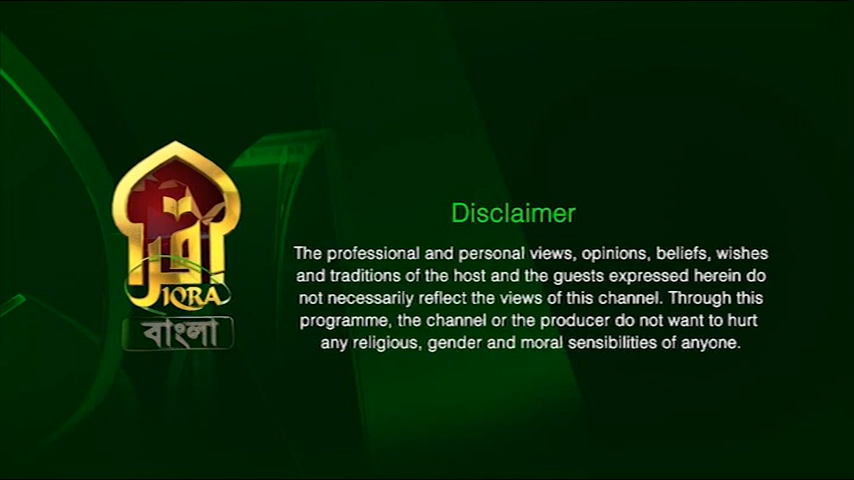 Disclaimer
The professional and personal views, opinions, beliefs, wishes
and traditions of the host and the guests expressed herein do
not necessarily reflect the views of this channel. Through this
programme, the channel or the producer do not want to hurt
any religious, gender and moral sensibilities of anyone.
IQRA
বাংলা